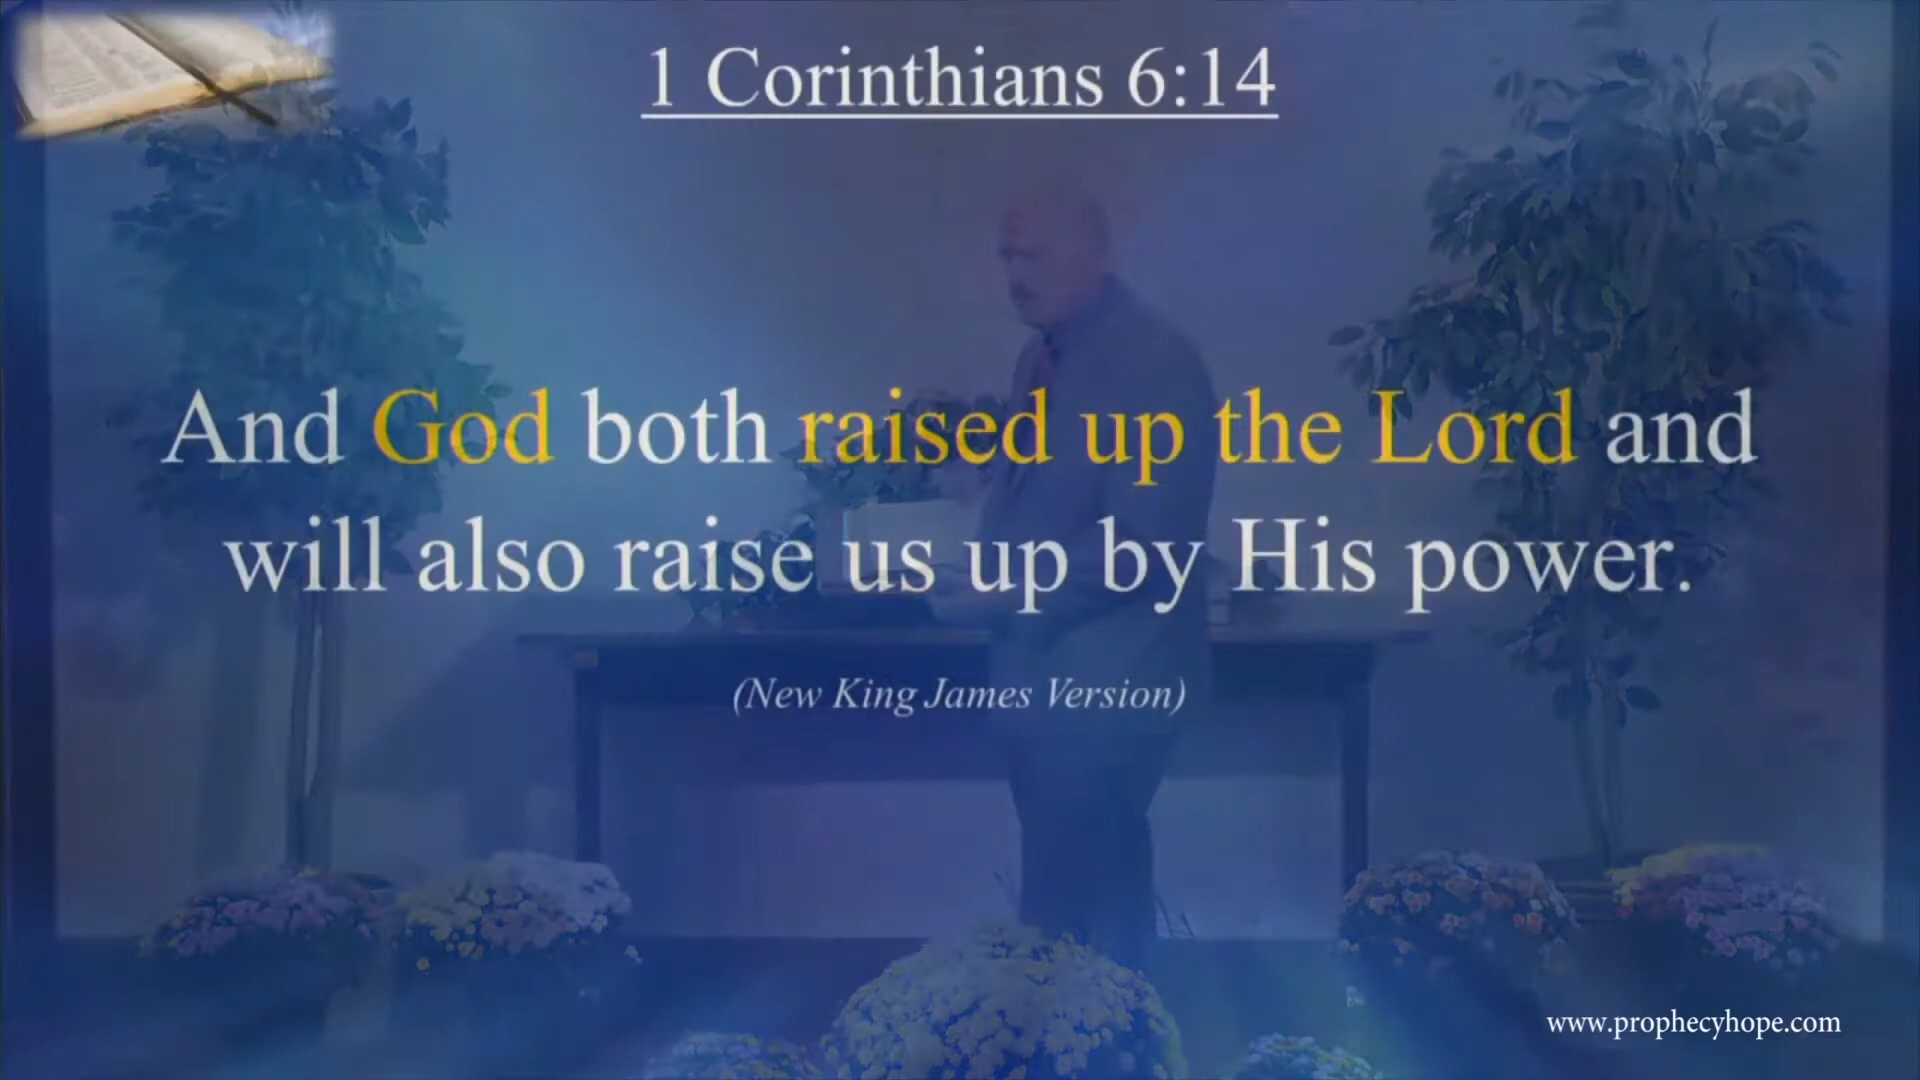 1 Corinthians 6:14
And God both raised up the Lord and
will also raise us up by His power.
(New King James Version)
www.prophecyhope.com